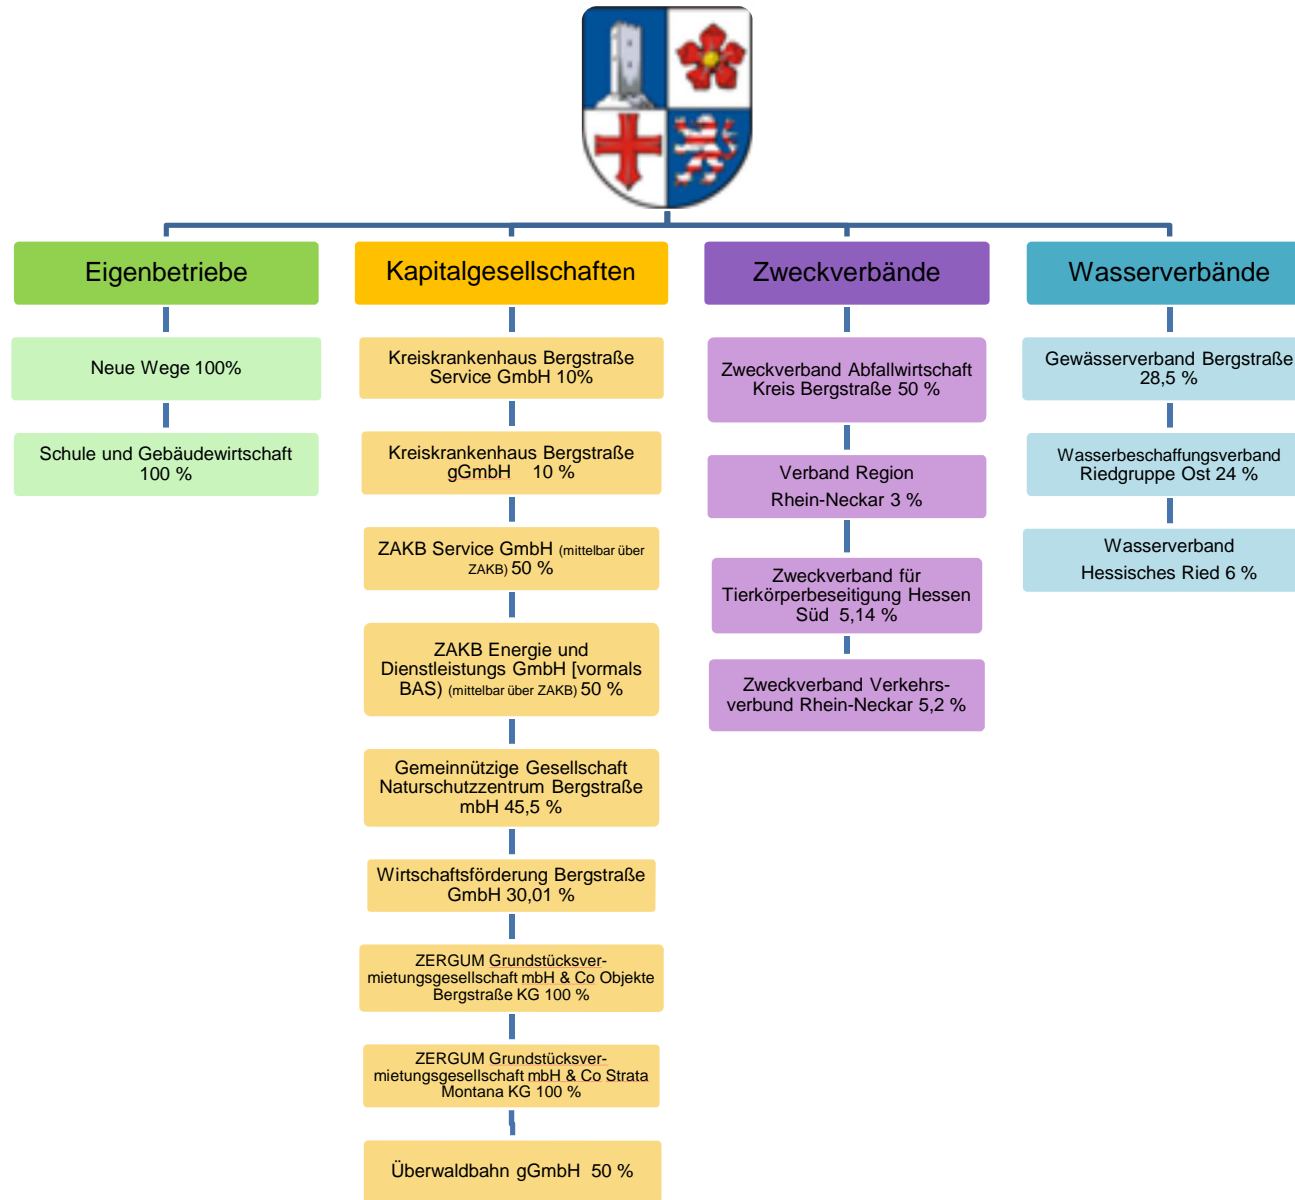 Eigenbetriebe
Neue Wege 100%
Schule und Gebäudewirtschaft
100 %
Kapitalgesellschaften
Kreiskrankenhaus Bergstraße
Service GmbH 10%
Kreiskrankenhaus Bergstraße
gGmbH 10 %
ZAKB Service GmbH (mittelbar über
ZAKB) 50 %
ZAKB Energie und
Dienstleistungs GmbH [vormals
BAS) (mittelbar über ZAKB) 50 %
Gemeinnützige Gesellschaft
Naturschutzzentrum Bergstraße
mbH 45,5 %
Wirtschaftsförderung Bergstraße
GmbH 30,01 %
ZERGUM Grundstücksver-
mietungsgesellschaft mbH & Co Objekte
Bergstraße KG 100 %
ZERGUM Grundstücksver-
mietungsgesellschaft mbH & Co Strata
Montana KG 100 %
Überwaldbahn gGmbH 50 %
Zweckverbände
Zweckverband Abfallwirtschaft
Kreis Bergstraße 50 %
Verband Region
Rhein-Neckar 3 %
Zweckverband für
Tierkörperbeseitigung Hessen
Süd 5,14 %
Zweckverband Verkehrs-
verbund Rhein-Neckar 5,2 %
Wasserverbände
Gewässerverband Bergstraße
28,5 %
Wasserbeschaffungsverband
Riedgruppe Ost 24 %
Wasserverband
Hessisches Ried 6 %